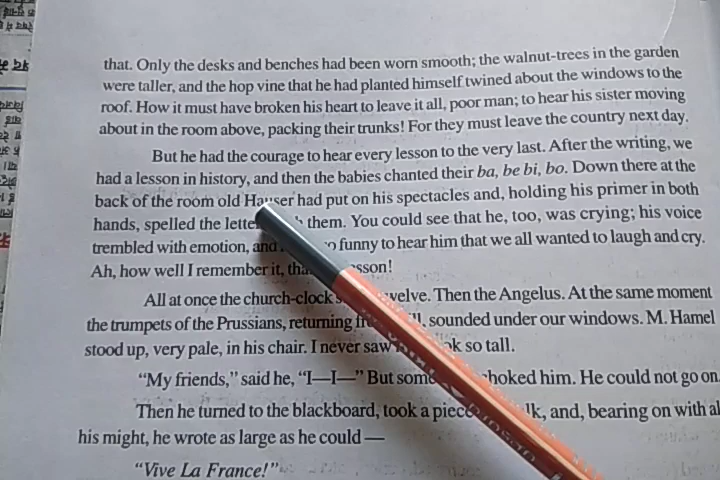 that. Only the desks and benches had been worn smooth; the walnut-trees in the garden
were taller, and the hop vine that he had planted himself twined about the windows to the
roof. How it must have broken his heart to leave it all, poor man; to hear his sister moving
about in the room above, packing their trunks! For they must leave the country next day.
But he had the courage to hear every lesson to the very last. After the writing, we
had a lesson in history, and then the babies chanted their ba, be bi, bo. Down there at the
back of the room old Hauser had put on his spectacles and, holding his primer in both
hands, spelled the them. You could see that he, too, was crying; his voice
trembled with emotion, and funny to hear him that we all wanted to laugh and cry.
Ah, how well I remember it,
All at once the Then the Angelus. At the same moment
the trumpets of the Prussians, returning sounded under our windows. M. Hamel
stood up, very pale, in his chair. I never saw so tall.
“My friends,” said he, “I—I—” But him. He could not go on
Then he turned to the blackboard, took a and, bearing on with
his might, he wrote as large as he could —
“Vive La France!”